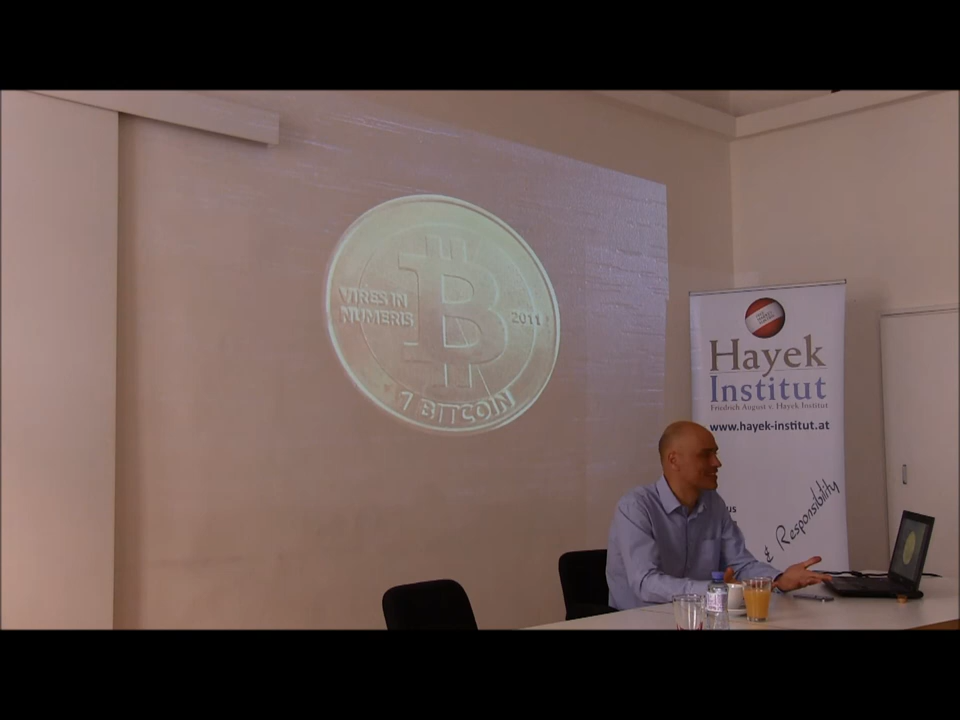 VIRES IN
NUMERIS
2011
1 BITCOIN
Hayek
Institut
Friedrich August v. Hayek Institut
www.hayek-institut.at
us
& Responsibility